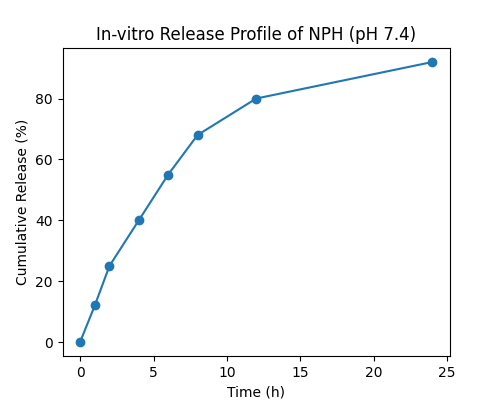 In-vitro Release Profile of NPH (pH 7.4)
Cumulative Release (%)
80
60
40
20
0
0 5 10 15 20 25
Time (h)